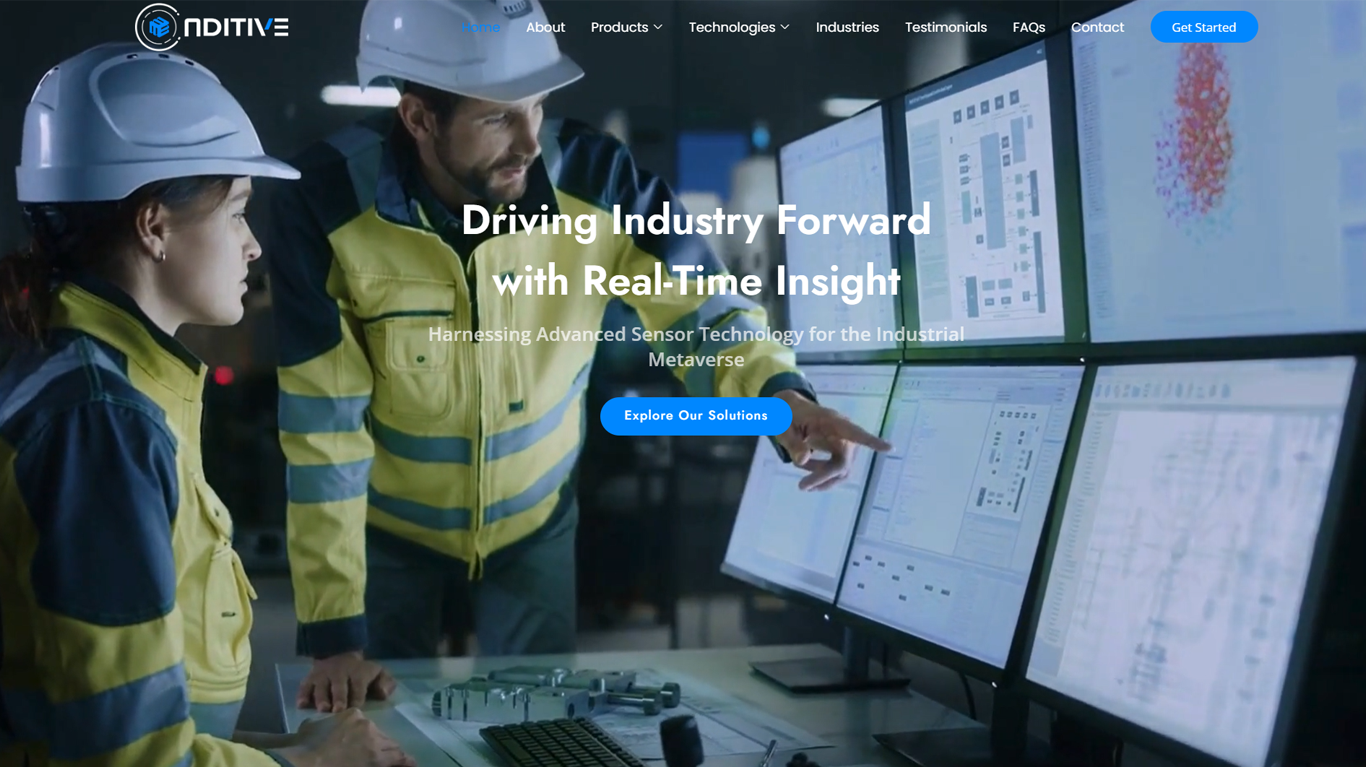 NDITIVE
Home About Products Technologies Industries Testimonials FAQs Contact Get Started
Driving Industry Forward
with Real-Time Insight
Harnessing Advanced Sensor Technology for the Industrial
Metaverse
Explore Our Solutions